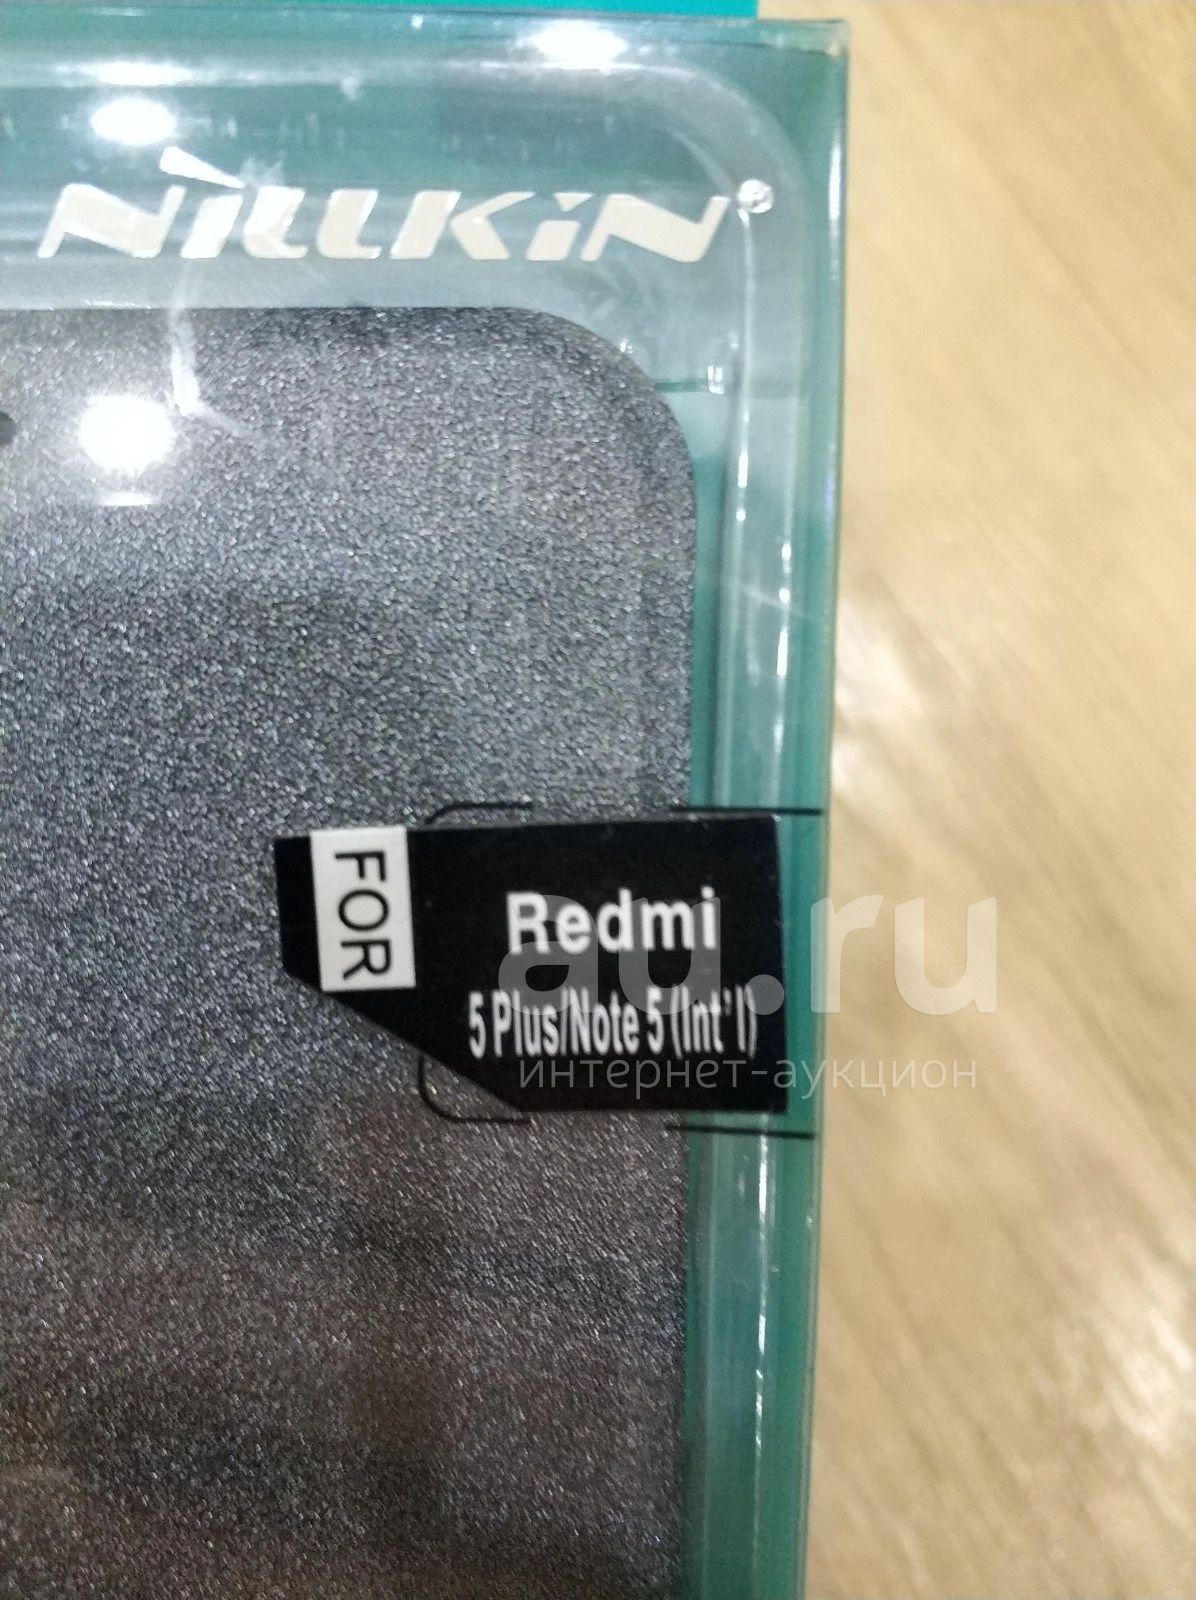 NILLKIN
FOR
Redmi
5 Plus/Note 5 (Int'l)
au.ru
интернет-аукцион